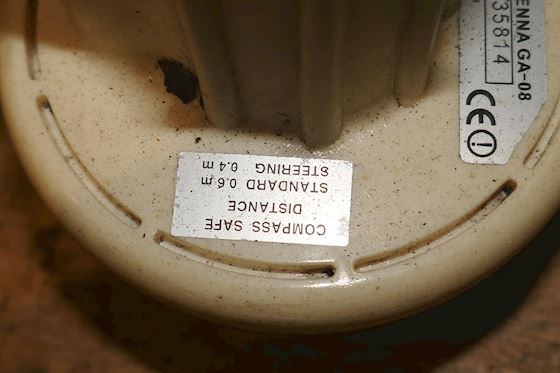 COMPASS SAFE
DISTANCE
STANDARD 0.6 m
STEERING 0.4 m
ENNA GA-08
35814
CE